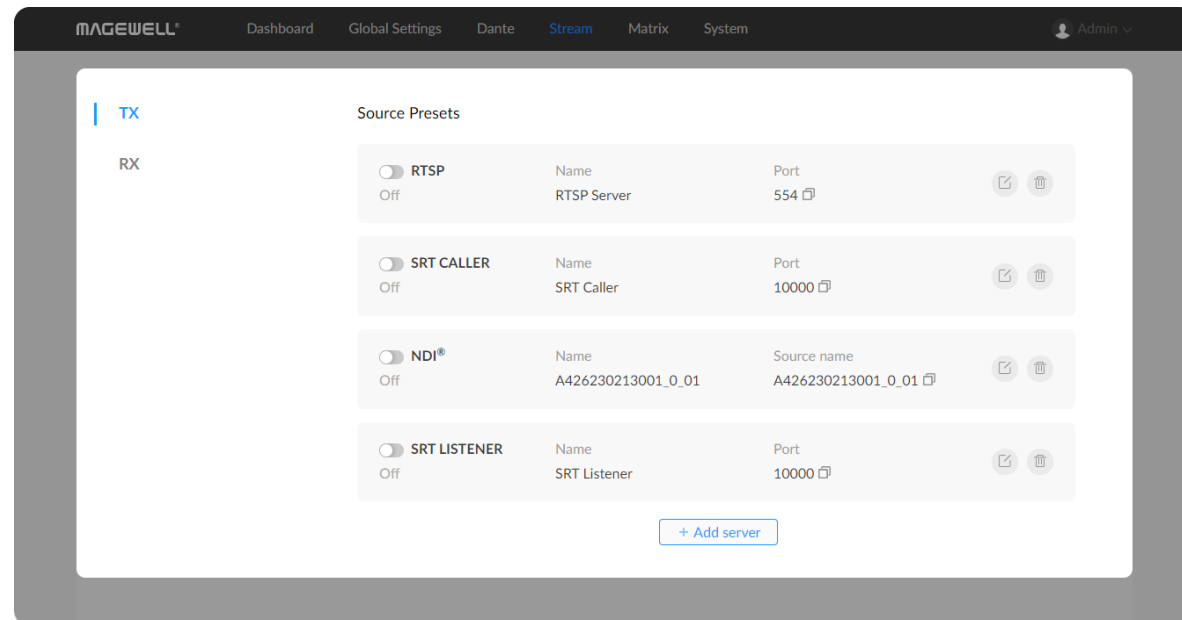 MAGEWELL® Dashboard Global Settings Dante Stream Matrix System Admin
TX
RX
Source Presets
RTSP Name Port
Off RTSP Server 554
SRT CALLER Name Port
Off SRT Caller 10000
NDI® Name Source name
Off A426230213001_0_01 A426230213001_0_01
SRT LISTENER Name Port
Off SRT Listener 10000
+ Add server